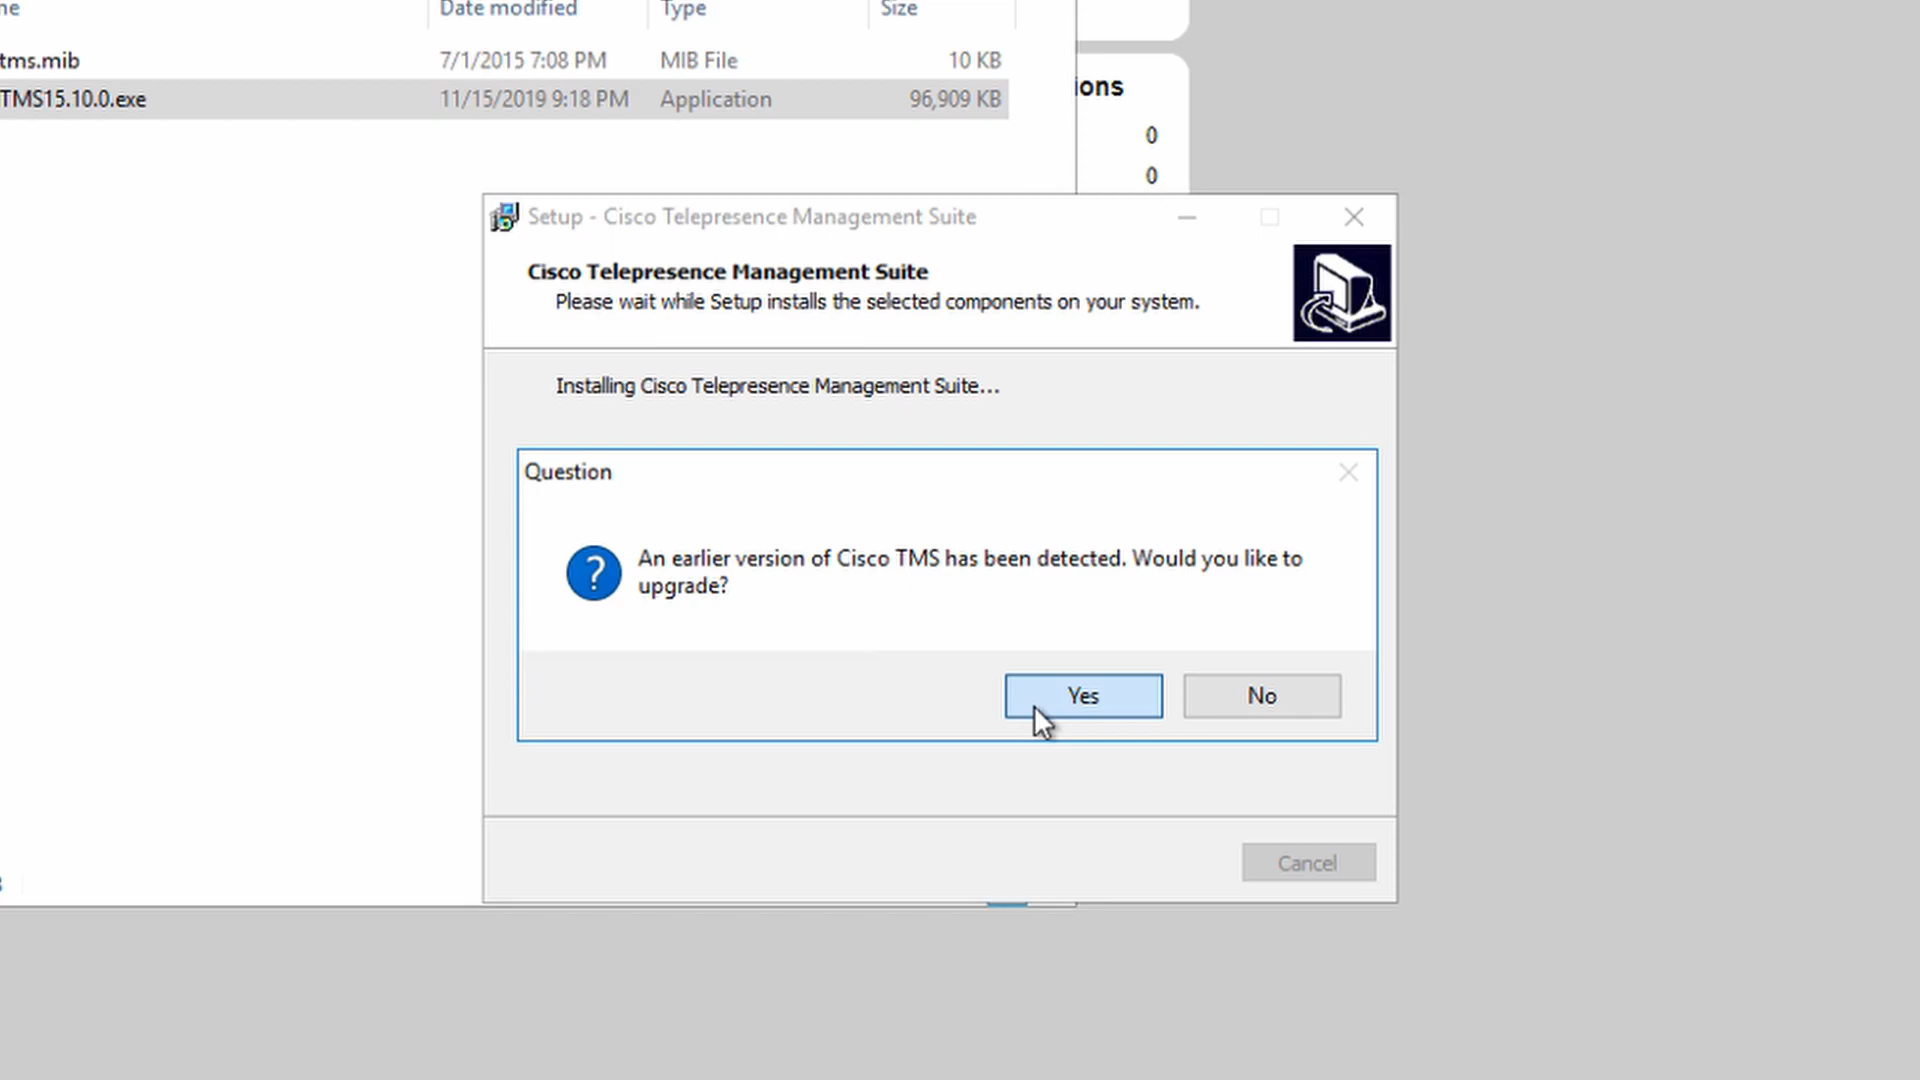 ne Date modified Type Size
tms.mib 7/1/2015 7:08 PM MIB File 10 KB
TMS15.10.0.exe 11/15/2019 9:18 PM Application 96,909 KB
ions
0
0
Setup - Cisco Telepresence Management Suite
Cisco Telepresence Management Suite
Please wait while Setup installs the selected components on your system.
Installing Cisco Telepresence Management Suite...
Question
An earlier version of Cisco TMS has been detected. Would you like to
upgrade?
Yes No
Cancel